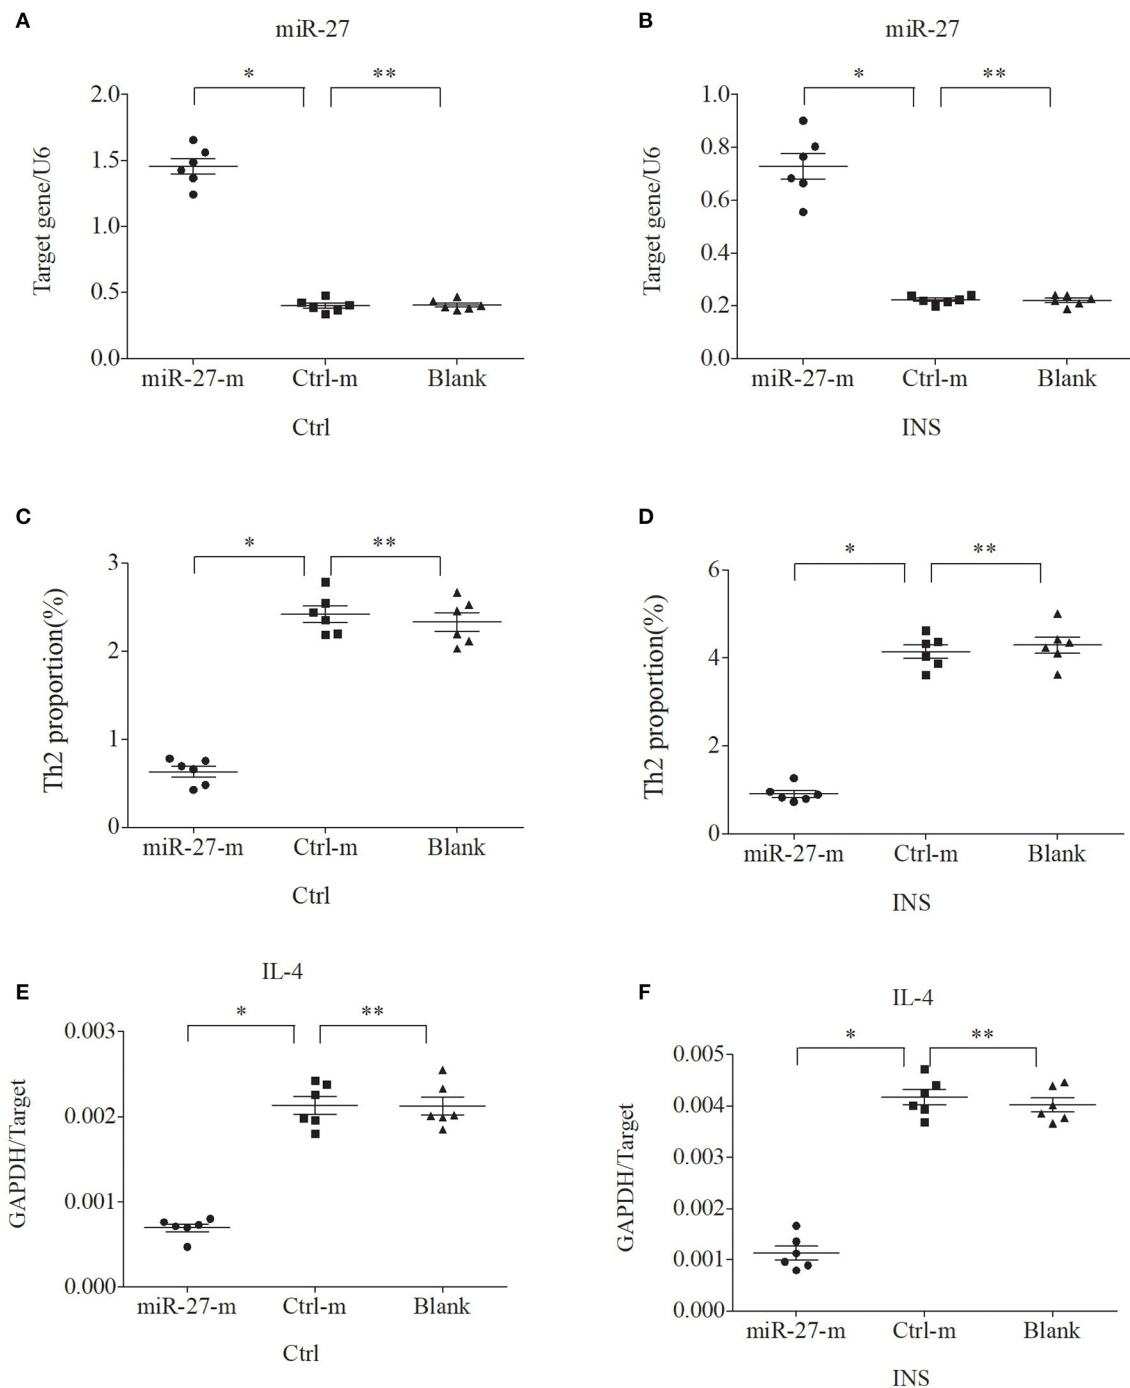 A
miR-27
*
**
2.0
1.5
1.0
0.5
0.0
Target gene/U6
miR-27-m Ctrl-m Blank
Ctrl
B
miR-27
*
**
1.0
0.8
0.6
0.4
0.2
0.0
Target gene/U6
miR-27-m Ctrl-m Blank
INS
C
*
**
3
2
1
0
Th2 proportion(%)
miR-27-m Ctrl-m Blank
Ctrl
D
*
**
6
4
2
0
Th2 proportion(%)
miR-27-m Ctrl-m Blank
INS
E
IL-4
*
**
0.003
0.002
0.001
0.000
GAPDH/Target
miR-27-m Ctrl-m Blank
Ctrl
F
IL-4
*
**
0.005
0.004
0.003
0.002
0.001
0.000
GAPDH/Target
miR-27-m Ctrl-m Blank
INS